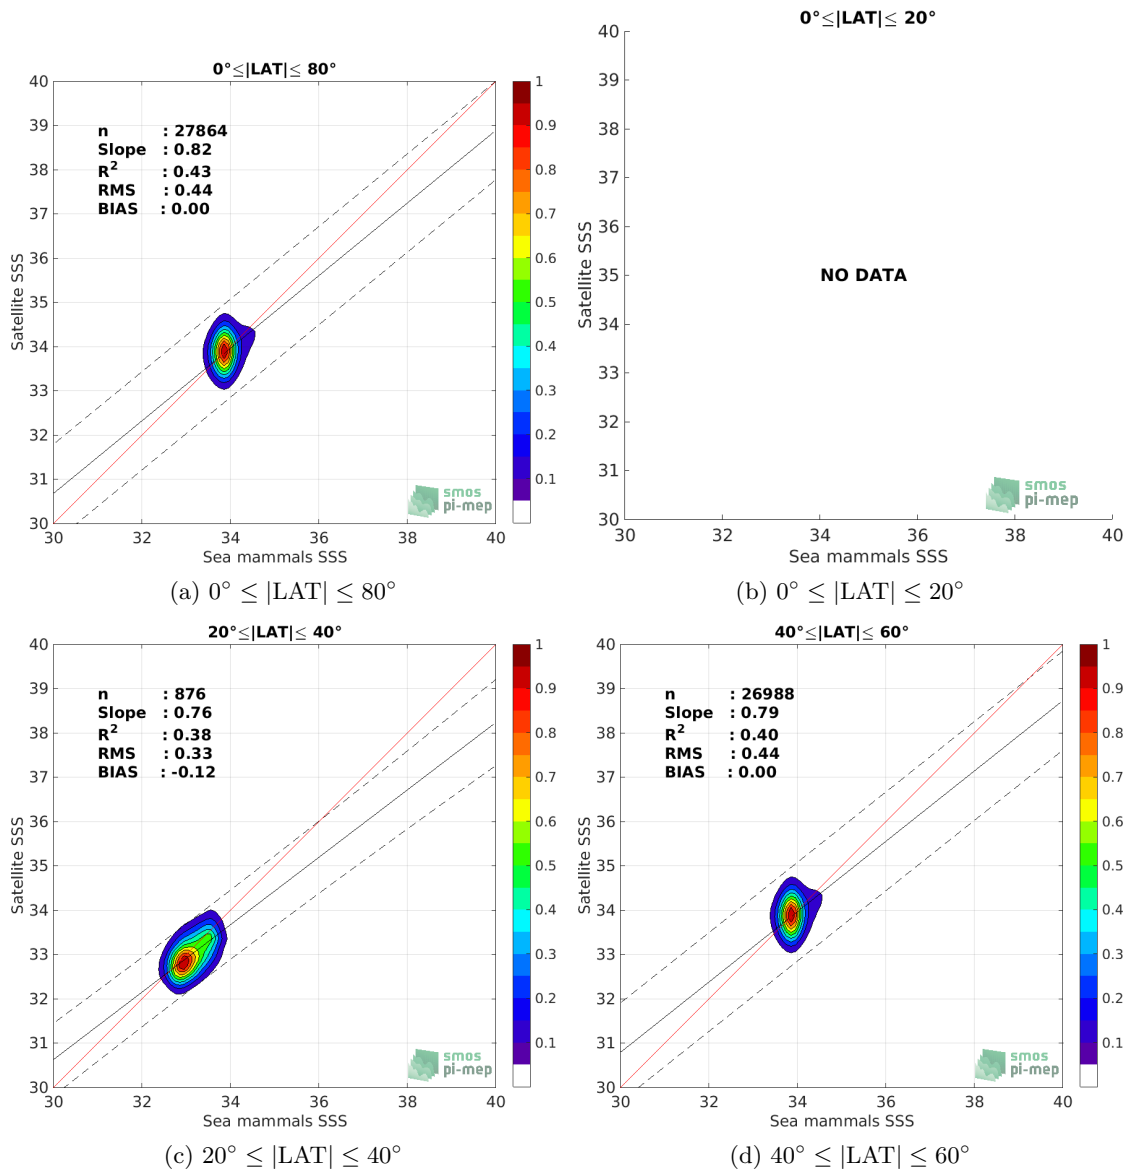 0°≤|LAT|≤ 80°
40
39
38
37
36
35
34
33
32
31
30
Satellite SSS
n : 27864
Slope : 0.82
R² : 0.43
RMS : 0.44
BIAS : 0.00
smos
pi-mep
30 32 34 36 38 40
Sea mammals SSS
1
0.9
0.8
0.7
0.6
0.5
0.4
0.3
0.2
0.1
(a) 0° ≤ |LAT| ≤ 80°
0°≤|LAT|≤ 20°
40
39
38
37
36
35
34
33
32
31
30
Satellite SSS
NO DATA
smos
pi-mep
30 32 34 36 38 40
Sea mammals SSS
(b) 0° ≤ |LAT| ≤ 20°
20°≤|LAT|≤ 40°
40
39
38
37
36
35
34
33
32
31
30
Satellite SSS
n : 876
Slope : 0.76
R² : 0.38
RMS : 0.33
BIAS : -0.12
smos
pi-mep
30 32 34 36 38 40
Sea mammals SSS
1
0.9
0.8
0.7
0.6
0.5
0.4
0.3
0.2
0.1
(c) 20° ≤ |LAT| ≤ 40°
40°≤|LAT|≤ 60°
40
39
38
37
36
35
34
33
32
31
30
Satellite SSS
n : 26988
Slope : 0.79
R² : 0.40
RMS : 0.44
BIAS : 0.00
smos
pi-mep
30 32 34 36 38 40
Sea mammals SSS
1
0.9
0.8
0.7
0.6
0.5
0.4
0.3
0.2
0.1
(d) 40° ≤ |LAT| ≤ 60°